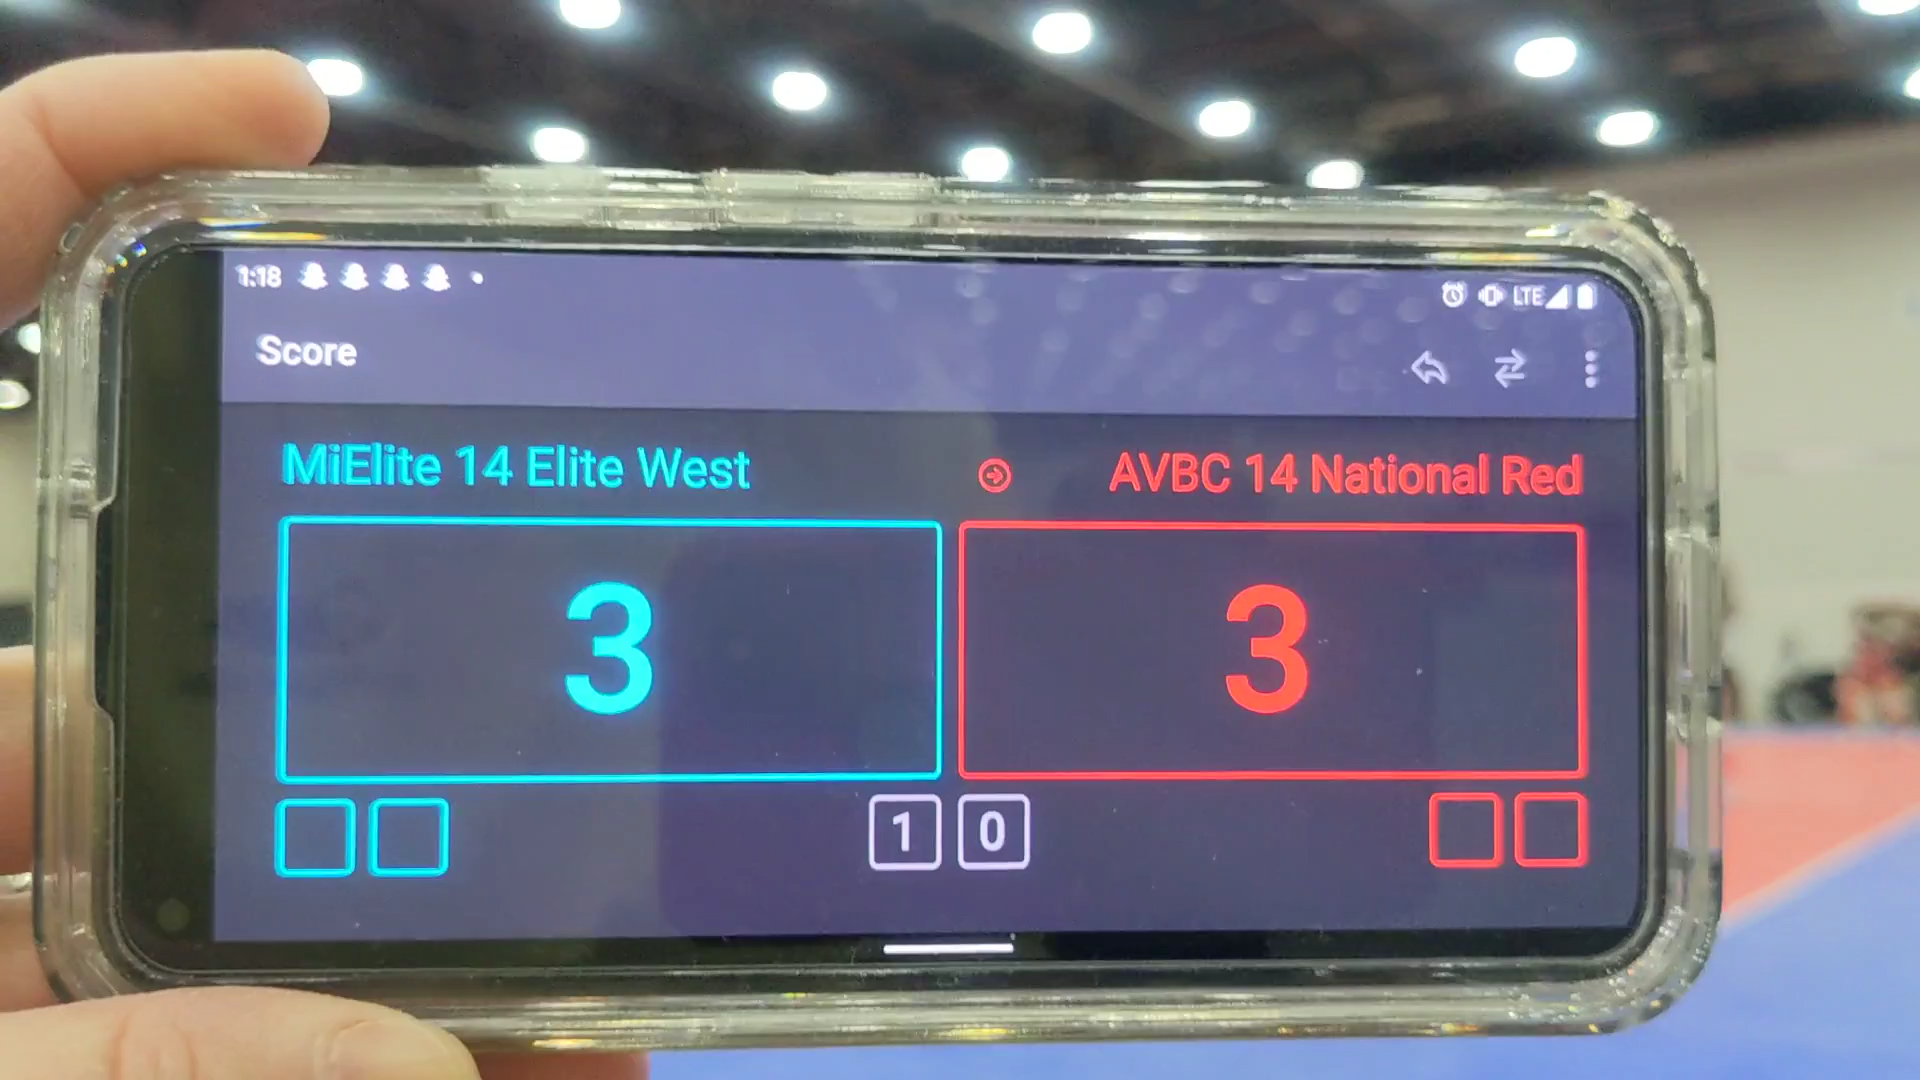 1:18 LTE
Score
MiElite 14 Elite West AVBC 14 National Red
3 3
1 0